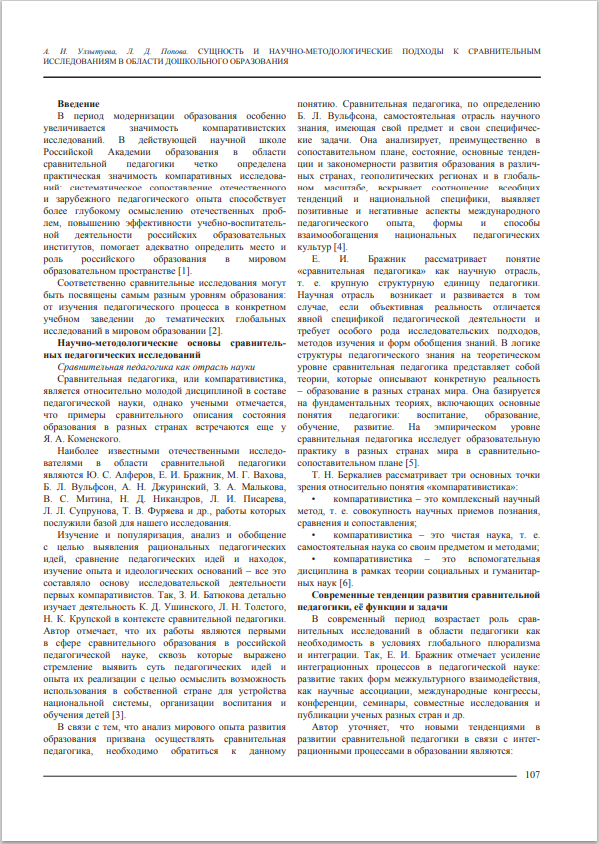 А. И. Улзытуева, Л. Д. Попова. СУЩНОСТЬ И НАУЧНО-МЕТОДОЛОГИЧЕСКИЕ ПОДХОДЫ К СРАВНИТЕЛЬНЫМ
ИССЛЕДОВАНИЯМ В ОБЛАСТИ ДОШКОЛЬНОГО ОБРАЗОВАНИЯ
Введение
В период модернизации образования особенно
увеличивается значимость компаративистских
исследований. В действующей научной школе
Российской Академии образования в области
сравнительной педагогики четко определена
практическая значимость компаративных исследова-
ний: систематическое сопоставление отечественного
и зарубежного педагогического опыта способствует
более глубокому осмыслению отечественных проб-
лем, повышению эффективности учебно-воспитатель-
ной деятельности российских образовательных
институтов, помогает адекватно определить место и
роль российского образования в мировом
образовательном пространстве [1].
Соответственно сравнительные исследования могут
быть посвящены самым разным уровням образования:
от изучения педагогического процесса в конкретном
учебном заведении до тематических глобальных
исследований в мировом образовании [2].
Научно-методологические основы сравнитель-
ных педагогических исследований
Сравнительная педагогика как отрасль науки
Сравнительная педагогика, или компаративистика,
является относительно молодой дисциплиной в составе
педагогической науки, однако ученые отмечается,
что примеры сравнительного описания состояния
образования в разных странах встречаются еще у
Я. А. Коменского.
Наиболее известными отечественными исследо-
вателями в области сравнительной педагогики
являются Ю. С. Алферов, Е. И. Бражник, М. Г. Вахова,
Б. Л. Вульфсон, А. Н. Джуринский, З. А. Малькова,
В. С. Митина, Н. Д. Никандров, Л. И. Писарева,
Л. Л. Супрунова, Т. В. Фуряева и др., работы которых
послужили базой для нашего исследования.
Изучение и популяризация, анализ и обобщение
с целью выявления рациональных педагогических
идей, сравнение педагогических идей и находок,
изучение опыта и идеологических оснований – все это
составляло основу исследовательской деятельности
первых компаративистов. Так, З. И. Батюкова детально
изучает деятельность К. Д. Ушинского, Л. Н. Толстого,
Н. К. Крупской в контексте сравнительной педагогики.
Автор отмечает, что их работы являются первыми
в сфере сравнительного образования в российской
педагогической науке, сквозь которые выражено
стремление выявить суть педагогических идей и
опыта их реализации с целью осмыслить возможность
использования в собственной стране для устройства
национальной системы, организации воспитания и
обучения детей [3].
В связи с тем, что анализ мирового опыта развития
образования призвана осуществлять сравнительная
педагогика, необходимо обратиться к данному
понятию. Сравнительная педагогика, по определению
Б. Л. Вульфсона, самостоятельная отрасль научного
знания, имеющая свой предмет и свои специфичес-
кие задачи. Она анализирует, преимущественно в
сопоставительном плане, состояние, основные тенден-
ции и закономерности развития образования в различ-
ных странах, геополитических регионах и в глобаль-
ном масштабе, вскрывает соотношение всеобщих
тенденций и национальной специфики, выявляет
позитивные и негативные аспекты международного
педагогического опыта, формы и способы
взаимообогащения национальных педагогических
культур [4].
Е. И. Бражник рассматривает понятие
«сравнительная педагогика» как научную отрасль,
т. е. крупную структурную единицу педагогики.
Научная отрасль возникает и развивается в том
случае, если объективная реальность отличается
явной спецификой педагогической деятельности и
требует особого рода исследовательских подходов,
методов изучения и форм обобщения знаний. В логике
структуры педагогического знания на теоретическом
уровне сравнительная педагогика представляет собой
теории, которые описывают конкретную реальность
– образование в разных странах мира. Она базируется
на фундаментальных теориях, включающих основные
понятия педагогики: воспитание, образование,
обучение, развитие. На эмпирическом уровне
сравнительная педагогика исследует образовательную
практику в разных странах мира в сравнительно-
сопоставительном плане [5].
Т. Н. Беркалиев рассматривает три основных точки
зрения относительно понятия «компаративистика»:
• компаративистика – это комплексный научный
метод, т. е. совокупность научных приемов познания,
сравнения и сопоставления;
• компаративистика – это чистая наука, т. е.
самостоятельная наука со своим предметом и методами;
• компаративистика – это вспомогательная
дисциплина в рамках теории социальных и гуманитар-
ных наук [6].
Современные тенденции развития сравнительной
педагогики, её функции и задачи
В современный период возрастает роль срав-
нительных исследований в области педагогики как
необходимость в условиях глобального плюрализма
и интеграции. Так, Е. И. Бражник отмечает усиление
интеграционных процессов в педагогической науке:
развитие таких форм межкультурного взаимодействия,
как научные ассоциации, международные конгрессы,
конференции, семинары, совместные исследования и
публикации ученых разных стран и др.
Автор уточняет, что новыми тенденциями в
развитии сравнительной педагогики в связи с интег-
рационными процессами в образовании являются:
107